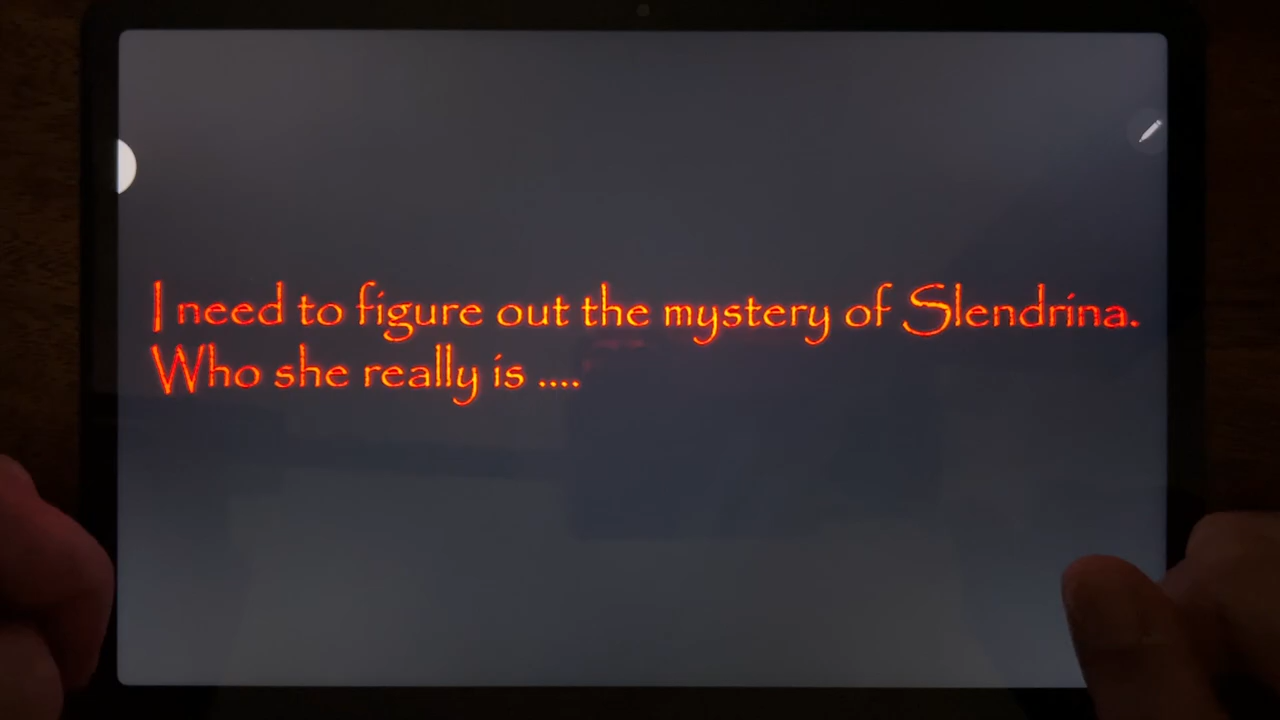 I need to figure out the mystery of Slendrina.
Who she really is ....